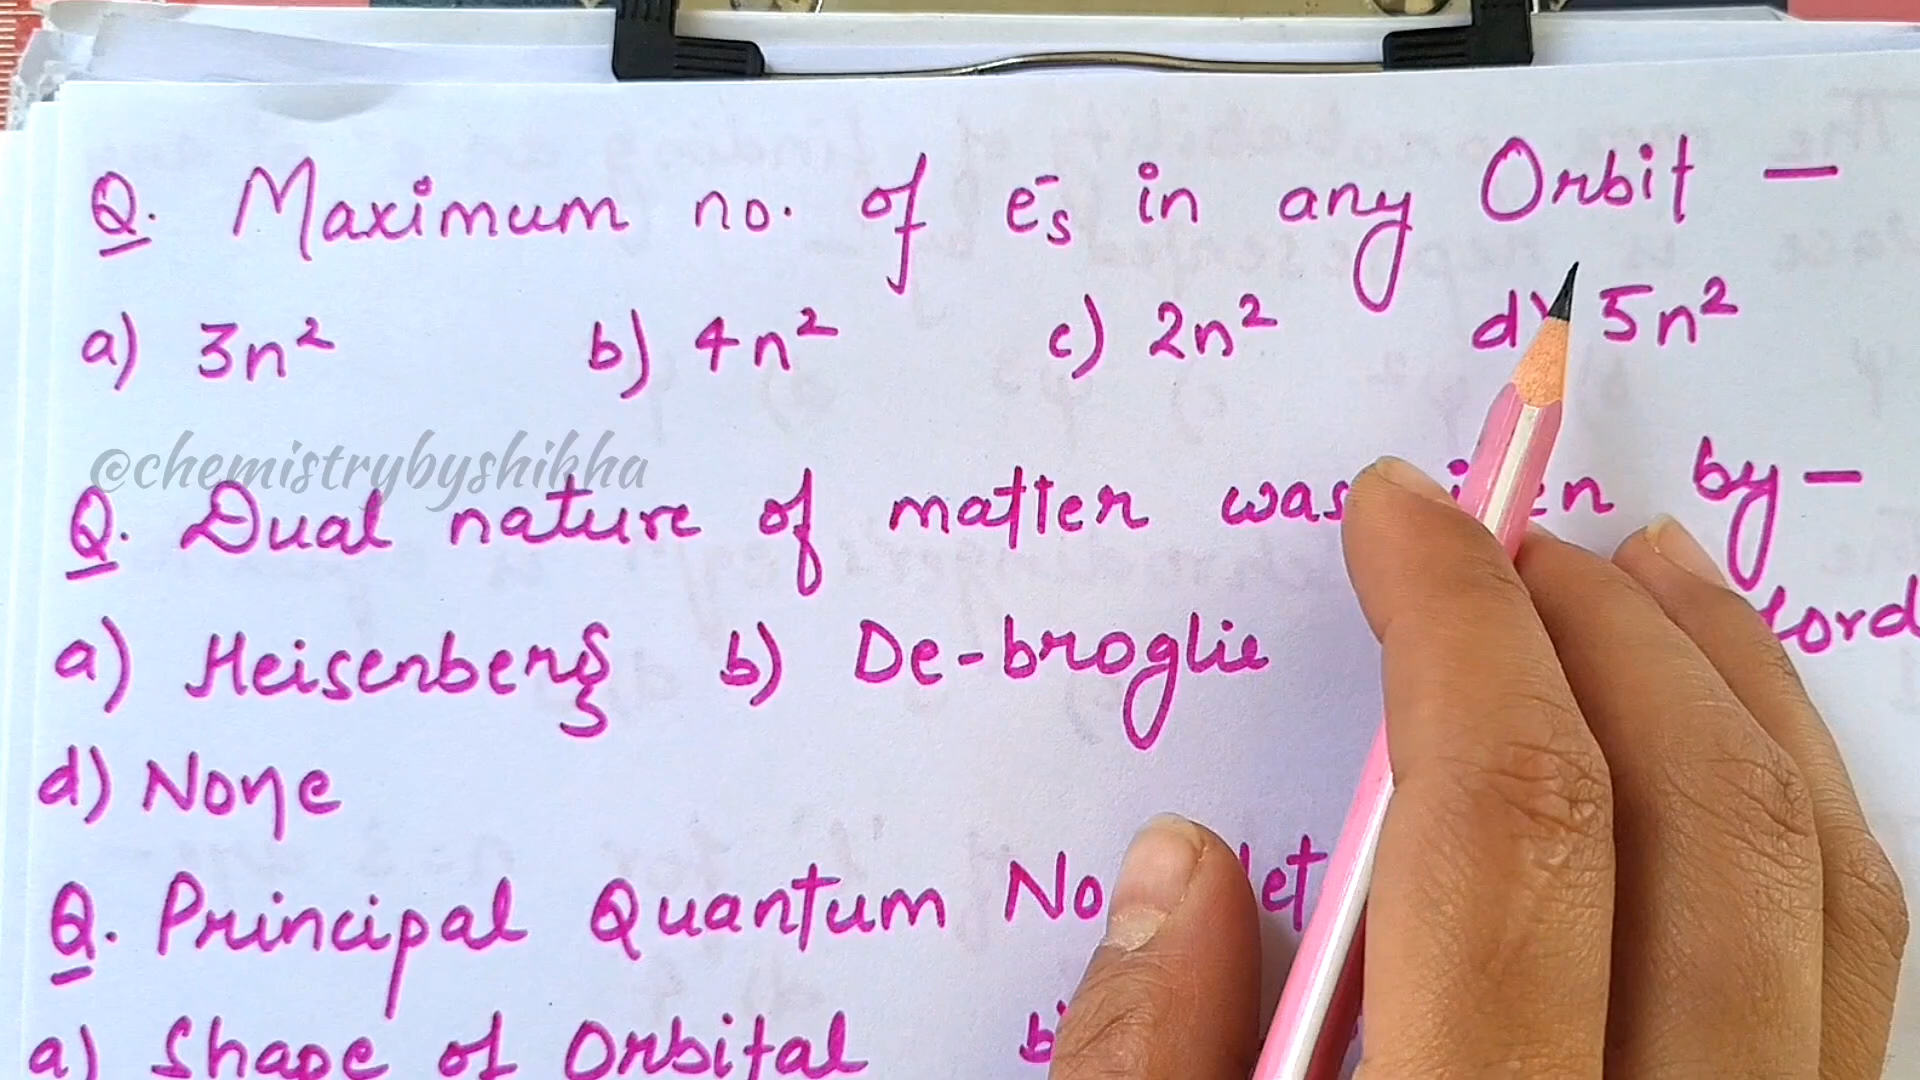 Q. Maximum no. of e⁻s in any Orbit –
a) 3n² b) 4n² c) 2n² d) 5n²
@chemistrybyshikha
Q. Dual nature of matter was by –
a) Heisenberg b) De-broglie
d) None
Q. Principal Quantum No
a) Shape of Orbital b)